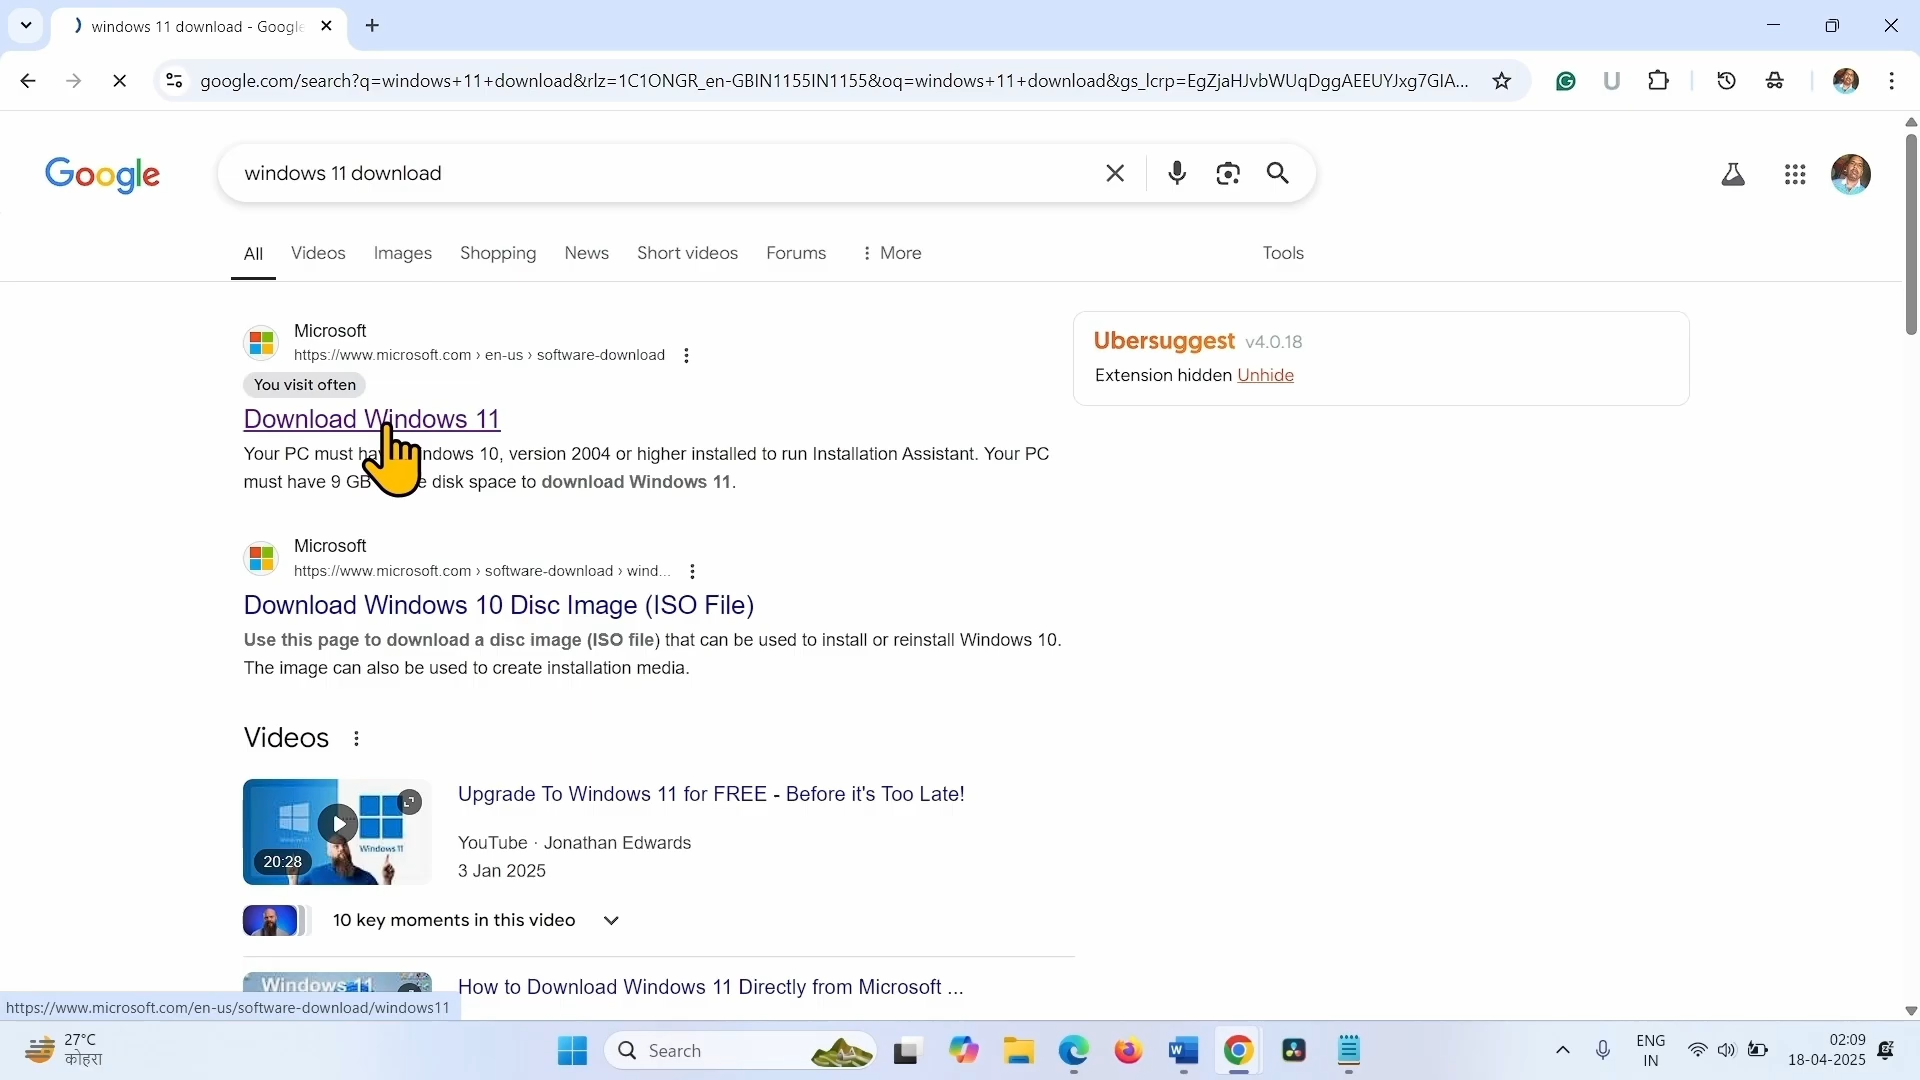 windows 11 download - Google
google.com/search?q=windows+11+download&rlz=1C1ONGR_en-GBIN1155IN1155&oq=windows+11+download&gs_lcrp=EgZjaHJvbWUqDggAEEUYJxg7GIA...
Google
windows 11 download
All
Videos
Images
Shopping
News
Short videos
Forums
More
Tools
Microsoft
https://www.microsoft.com › en-us › software-download
You visit often
Download Windows 11
Your PC must ha ndows 10, version 2004 or higher installed to run Installation Assistant. Your PC
must have 9 GB e disk space to download Windows 11.
Ubersuggest v4.0.18
Extension hidden Unhide
Microsoft
https://www.microsoft.com › software-download › wind...
Download Windows 10 Disc Image (ISO File)
Use this page to download a disc image (ISO file) that can be used to install or reinstall Windows 10.
The image can also be used to create installation media.
Videos
Windows 11
20:28
Upgrade To Windows 11 for FREE - Before it's Too Late!
YouTube · Jonathan Edwards
3 Jan 2025
10 key moments in this video
Windows 11
How to Download Windows 11 Directly from Microsoft ...
https://www.microsoft.com/en-us/software-download/windows11
27°C
कोहरा
Search
ENG
IN
02:09
18-04-2025